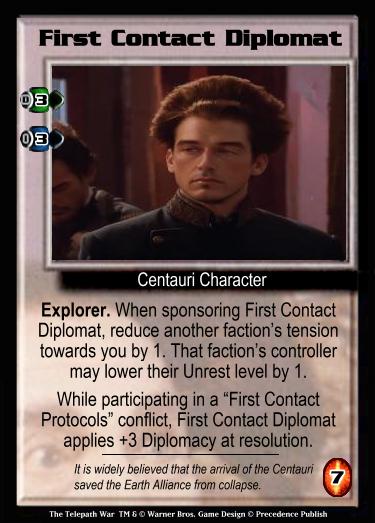 First Contact Diplomat
D 3
D 3
Centauri Character
Explorer. When sponsoring First Contact
Diplomat, reduce another faction's tension
towards you by 1. That faction's controller
may lower their Unrest level by 1.
While participating in a “First Contact
Protocols” conflict, First Contact Diplomat
applies +3 Diplomacy at resolution.
It is widely believed that the arrival of the Centauri
saved the Earth Alliance from collapse.
7
The Telepath War TM & © Warner Bros. Game Design © Precedence Publish